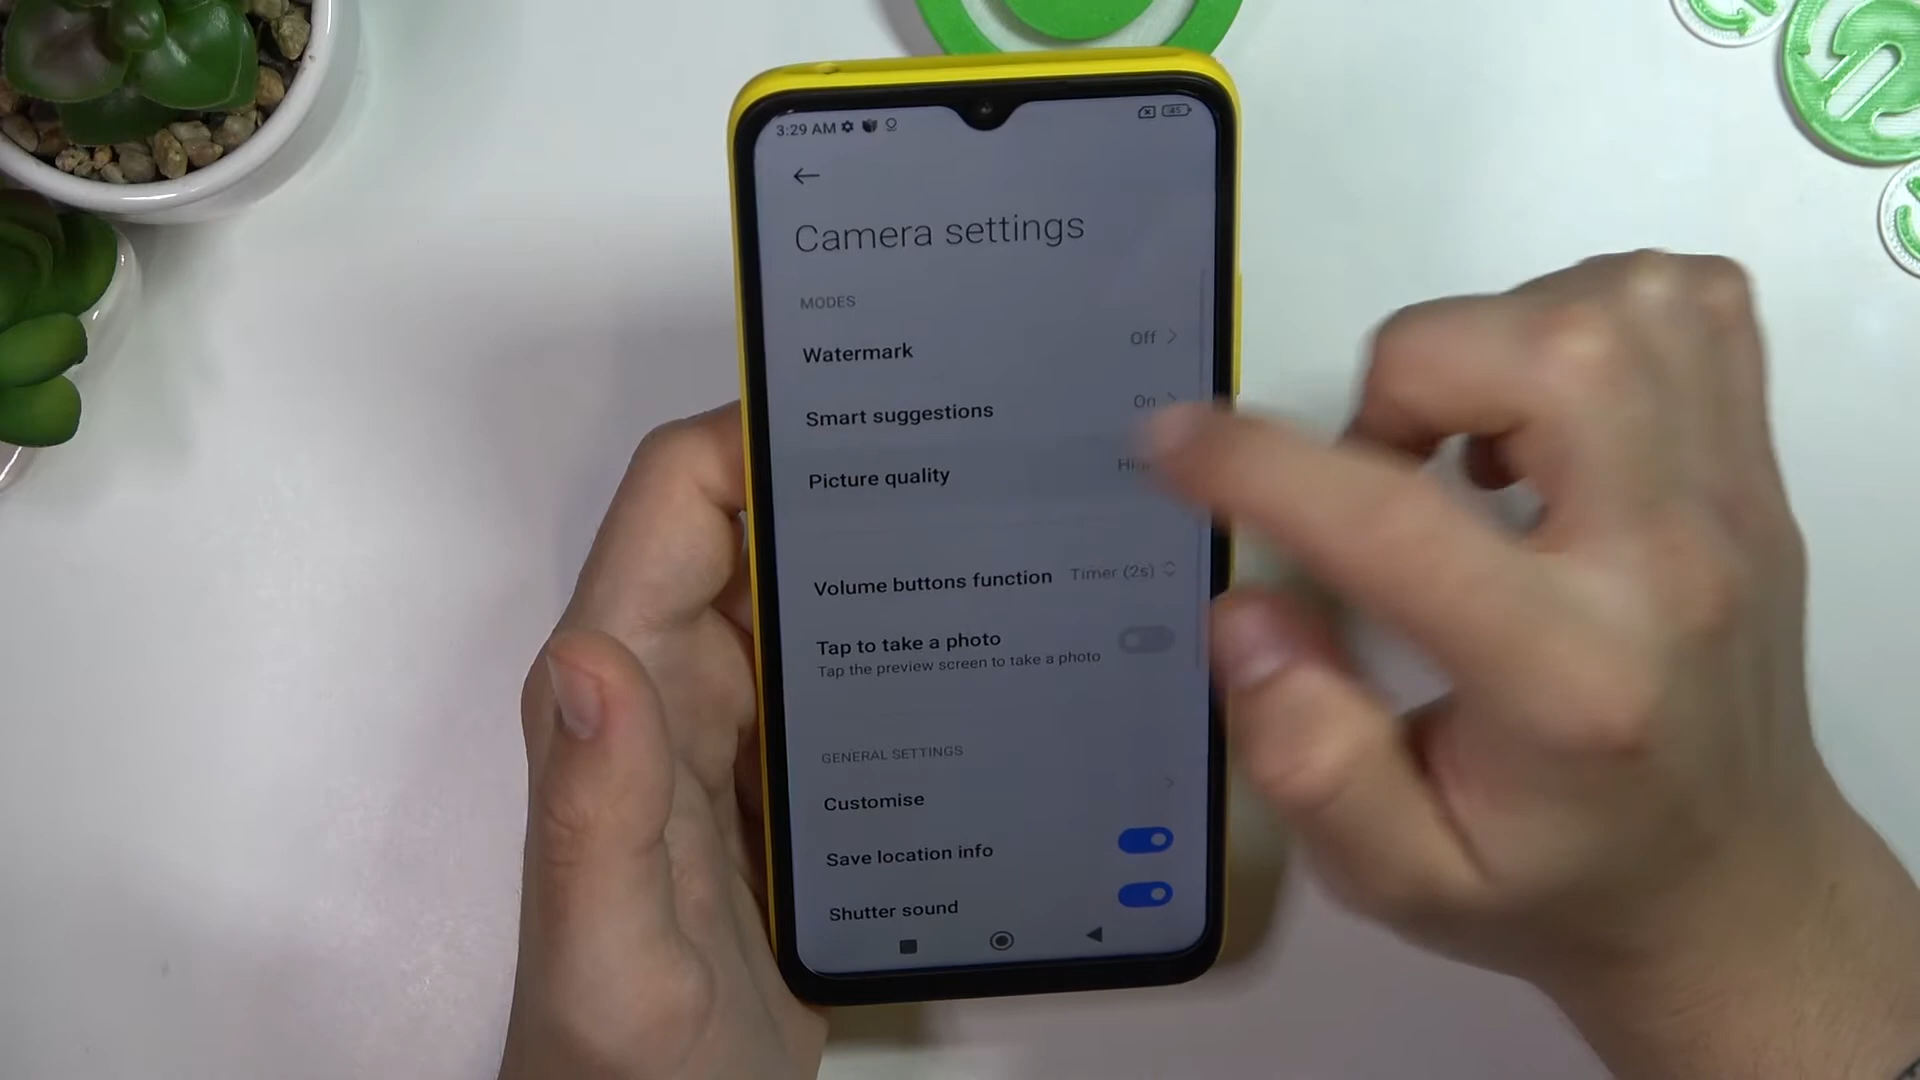 3:29 AM
45
Camera settings
MODES
Watermark Off
Smart suggestions On
Picture quality
Volume buttons function Timer (2s)
Tap to take a photo
Tap the preview screen to take a photo
GENERAL SETTINGS
Customise
Save location info
Shutter sound